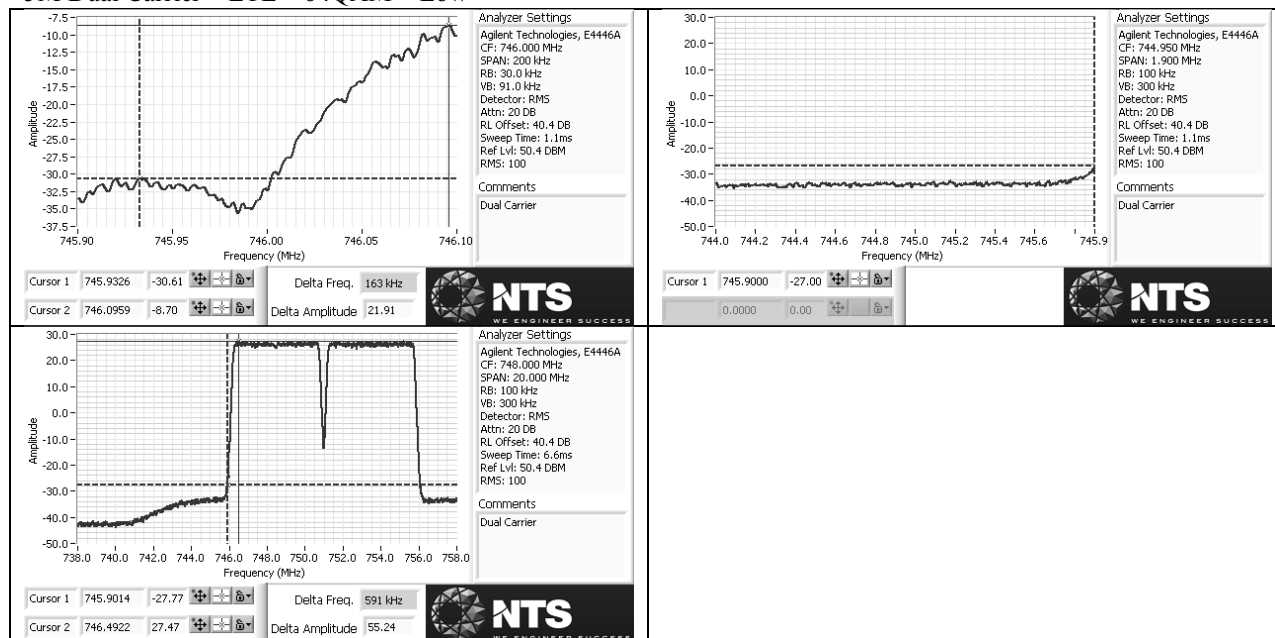 -7.5
-10.0
-12.5
-15.0
-17.5
-20.0
-22.5
-25.0
-27.5
-30.0
-32.5
-35.0
-37.5
Amplitude
745.90 745.95 746.00 746.05 746.10
Frequency (MHz)
Analyzer Settings
Agilent Technologies, E4446A
CF: 746.000 MHz
SPAN: 200 kHz
RB: 30.0 kHz
VB: 91.0 kHz
Detector: RMS
Attn: 20 DB
RL Offset: 40.4 DB
Sweep Time: 1.1ms
Ref Lvl: 50.4 DBM
RMS: 100
Comments
Dual Carrier
Cursor 1 745.9326 -30.61 Delta Freq. 163 kHz
Cursor 2 746.0959 -8.70 Delta Amplitude 21.91
NTS
WE ENGINEER SUCCESS
30.0
20.0
10.0
0.0
-10.0
-20.0
-30.0
-40.0
-50.0
Amplitude
744.0 744.2 744.4 744.6 744.8 745.0 745.2 745.4 745.6 745.9
Frequency (MHz)
Analyzer Settings
Agilent Technologies, E4446A
CF: 744.950 MHz
SPAN: 1.900 MHz
RB: 100 kHz
VB: 300 kHz
Detector: RMS
Attn: 20 DB
RL Offset: 40.4 DB
Sweep Time: 1.1ms
Ref Lvl: 50.4 DBM
RMS: 100
Comments
Dual Carrier
Cursor 1 745.9000 -27.00
0.0000 0.00
NTS
WE ENGINEER SUCCESS
30.0
20.0
10.0
0.0
-10.0
-20.0
-30.0
-40.0
-50.0
Amplitude
738.0 740.0 742.0 744.0 746.0 748.0 750.0 752.0 754.0 756.0 758.0
Frequency (MHz)
Analyzer Settings
Agilent Technologies, E4446A
CF: 748.000 MHz
SPAN: 20.000 MHz
RB: 100 kHz
VB: 300 kHz
Detector: RMS
Attn: 20 DB
RL Offset: 40.4 DB
Sweep Time: 6.6ms
Ref Lvl: 50.4 DBM
RMS: 100
Comments
Dual Carrier
Cursor 1 745.9014 -27.77 Delta Freq. 591 kHz
Cursor 2 746.4922 27.47 Delta Amplitude 55.24
NTS
WE ENGINEER SUCCESS